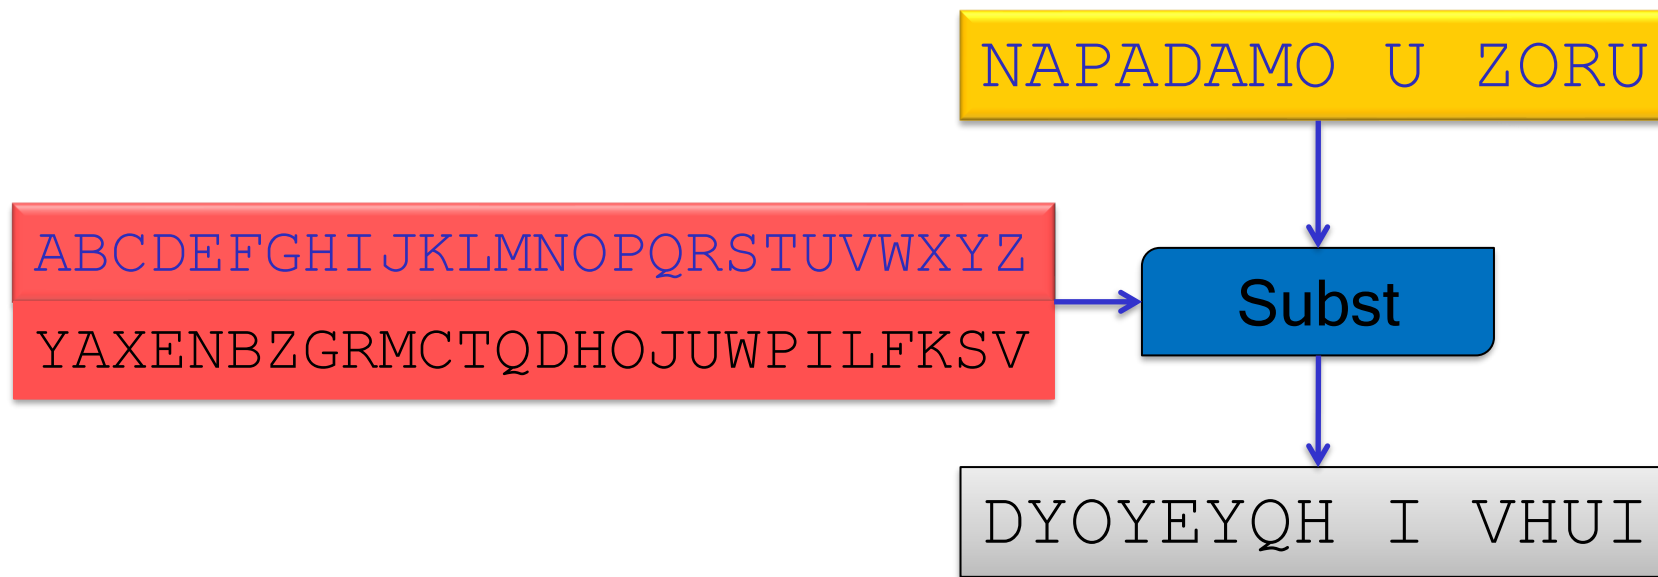 NAPADAMO U ZORU
ABCDEFGHIJKLMNOPQRSTUVWXYZ
YAXENBZGRMCTQDHOJUWPILFKSV
Subst
DYOYEYQH I VHUI